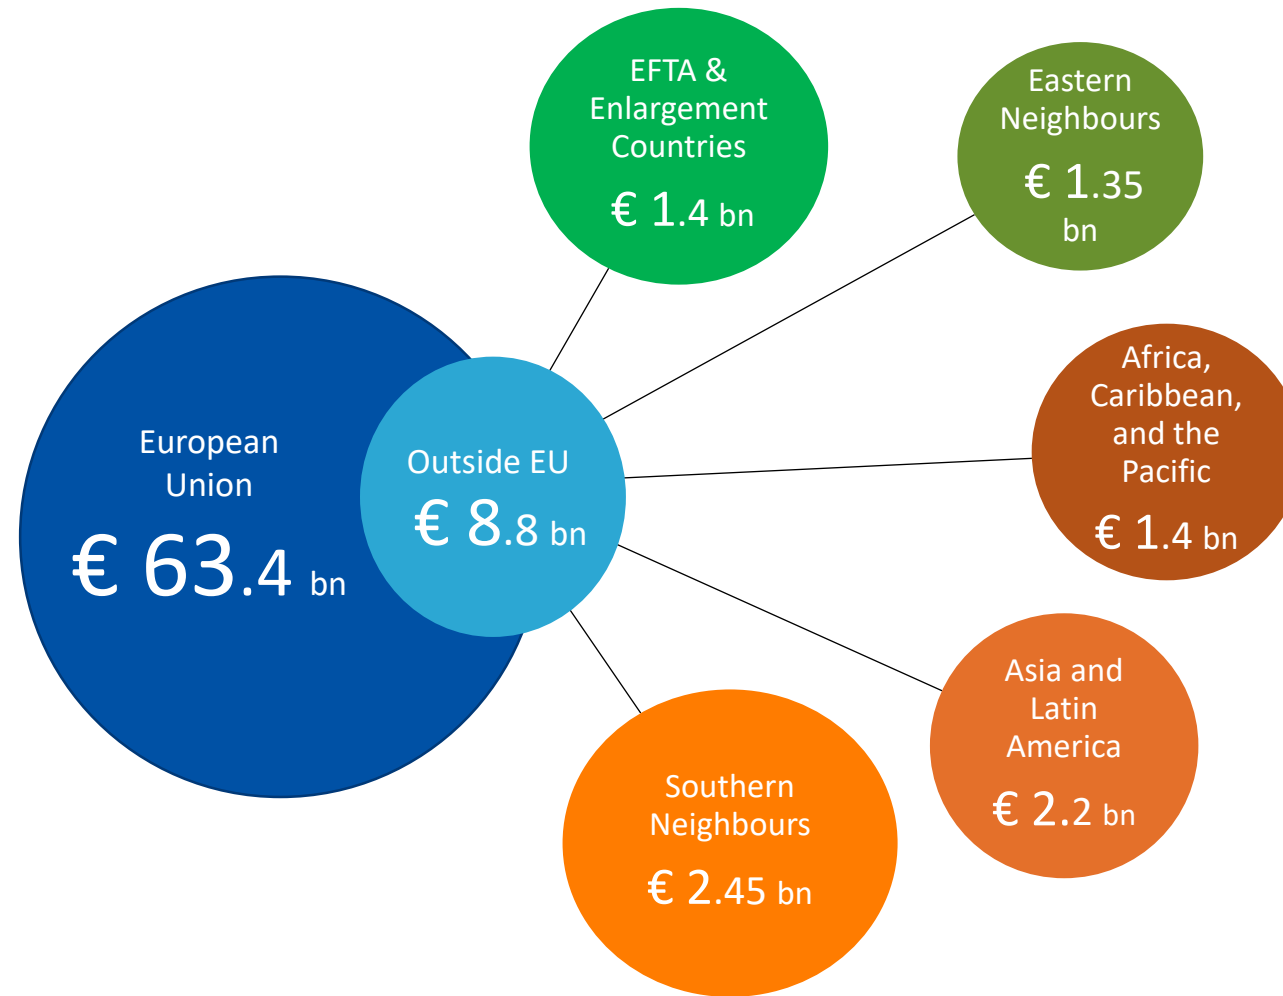 EFTA &
Enlargement
Countries
€ 1.4 bn
Eastern
Neighbours
€ 1.35
bn
European
Union
€ 63.4 bn
Outside EU
€ 8.8 bn
Africa,
Caribbean,
and the
Pacific
€ 1.4 bn
Asia and
Latin
America
€ 2.2 bn
Southern
Neighbours
€ 2.45 bn